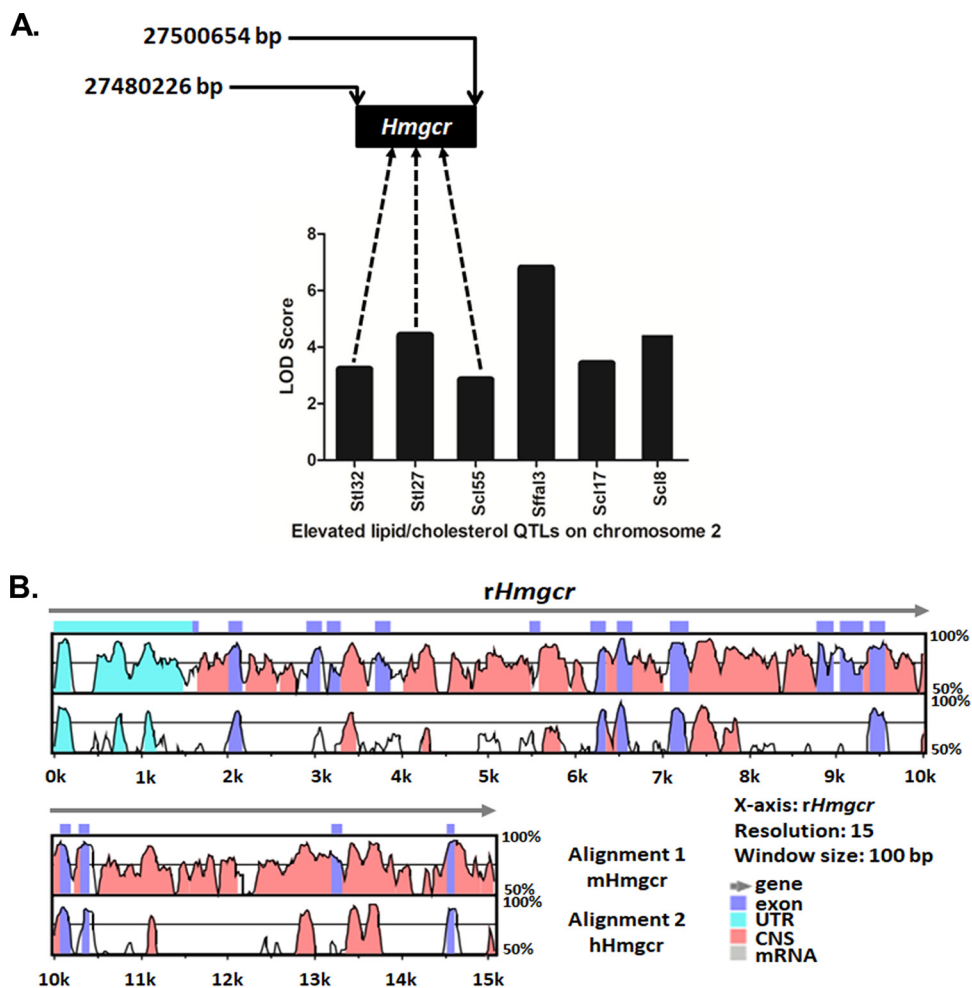 A.
27500654 bp
27480226 bp
Hmgcr
8
6
4
2
0
LOD Score
Stl32
Stl27
Scl55
Sffal3
Scl17
Scl8
Elevated lipid/cholesterol QTLs on chromosome 2
B.
rHmgcr
100%
50%
100%
50%
0k 1k 2k 3k 4k 5k 6k 7k 8k 9k 10k
100%
50%
100%
50%
10k 11k 12k 13k 14k 15k
Alignment 1
mHmgcr
Alignment 2
hHmgcr
X-axis: rHmgcr
Resolution: 15
Window size: 100 bp
gene
exon
UTR
CNS
mRNA